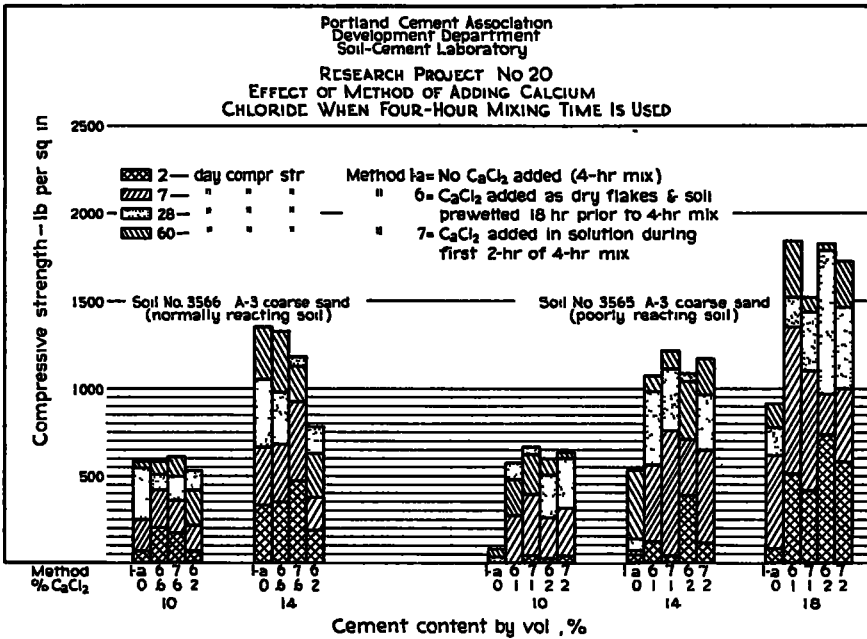 Portland Cement Association
Development Department
Soil-Cement Laboratory
RESEARCH PROJECT No 20
EFFECT OF METHOD OF ADDING CALCIUM
CHLORIDE WHEN FOUR-HOUR MIXING TIME IS USED
2500
2000
1500
1000
500
Compressive strength—lb per sq in
2— day compr str
7— " " "
28— " " "
60— " " "
Method 1-a= No CaCl₂ added (4-hr mix)
" 6= CaCl₂ added as dry flakes & soil
prewetted 18 hr prior to 4-hr mix
" 7= CaCl₂ added in solution during
first 2-hr of 4-hr mix
Soil No. 3566 A-3 coarse sand
(normally reacting soil)
Soil No. 3565 A-3 coarse sand
(poorly reacting soil)
Method 1-a 6 7 6 1-a 6 7 6 1-a 6 7 6 7 1-a 6 7 6 7 1-a 6 7 6 7
% CaCl₂ 0 .6 .6 2 0 .6 .6 2 0 1 1 2 2 0 1 1 2 2 0 1 1 2 2
10 14 10 14 18
Cement content by vol, %